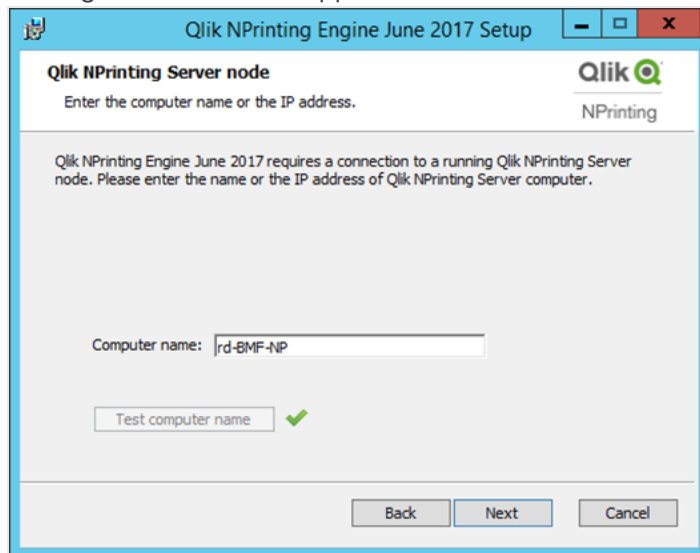 Qlik NPrinting Engine June 2017 Setup
Qlik NPrinting Server node
Enter the computer name or the IP address.
Qlik
NPrinting
Qlik NPrinting Engine June 2017 requires a connection to a running Qlik NPrinting Server
node. Please enter the name or the IP address of Qlik NPrinting Server computer.
Computer name: rd-BMF-NP
Test computer name
Back Next Cancel